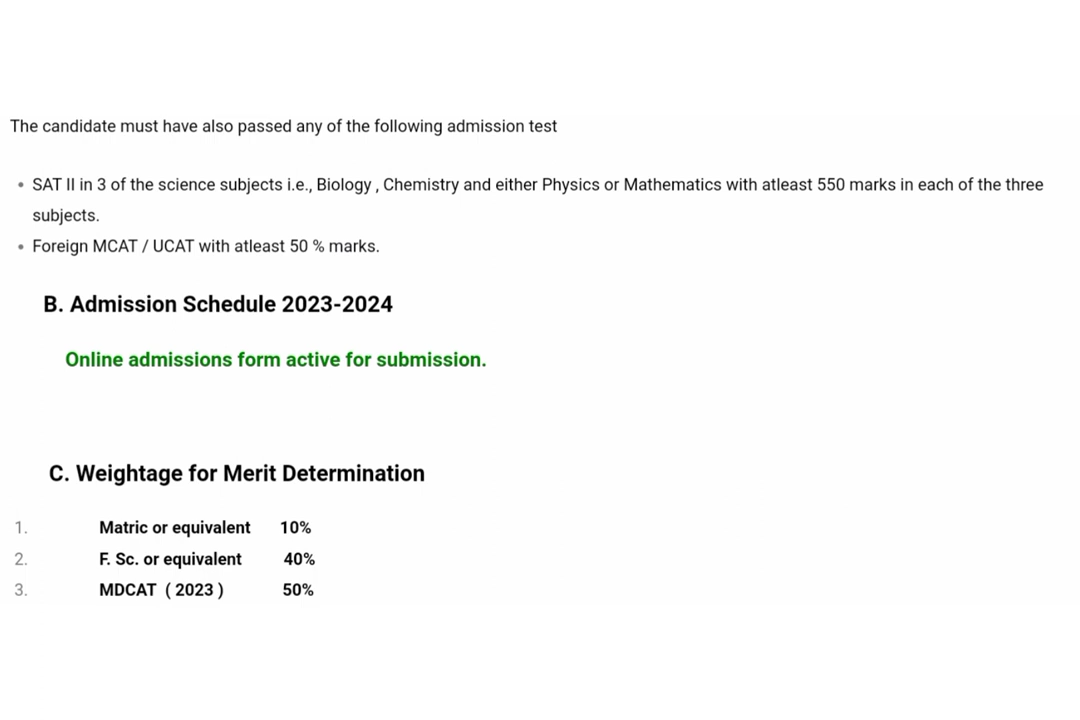 The candidate must have also passed any of the following admission test
• SAT II in 3 of the science subjects i.e., Biology , Chemistry and either Physics or Mathematics with atleast 550 marks in each of the three
subjects.
• Foreign MCAT / UCAT with atleast 50 % marks.
B. Admission Schedule 2023-2024
Online admissions form active for submission.
C. Weightage for Merit Determination
1. Matric or equivalent 10%
2. F. Sc. or equivalent 40%
3. MDCAT ( 2023 ) 50%